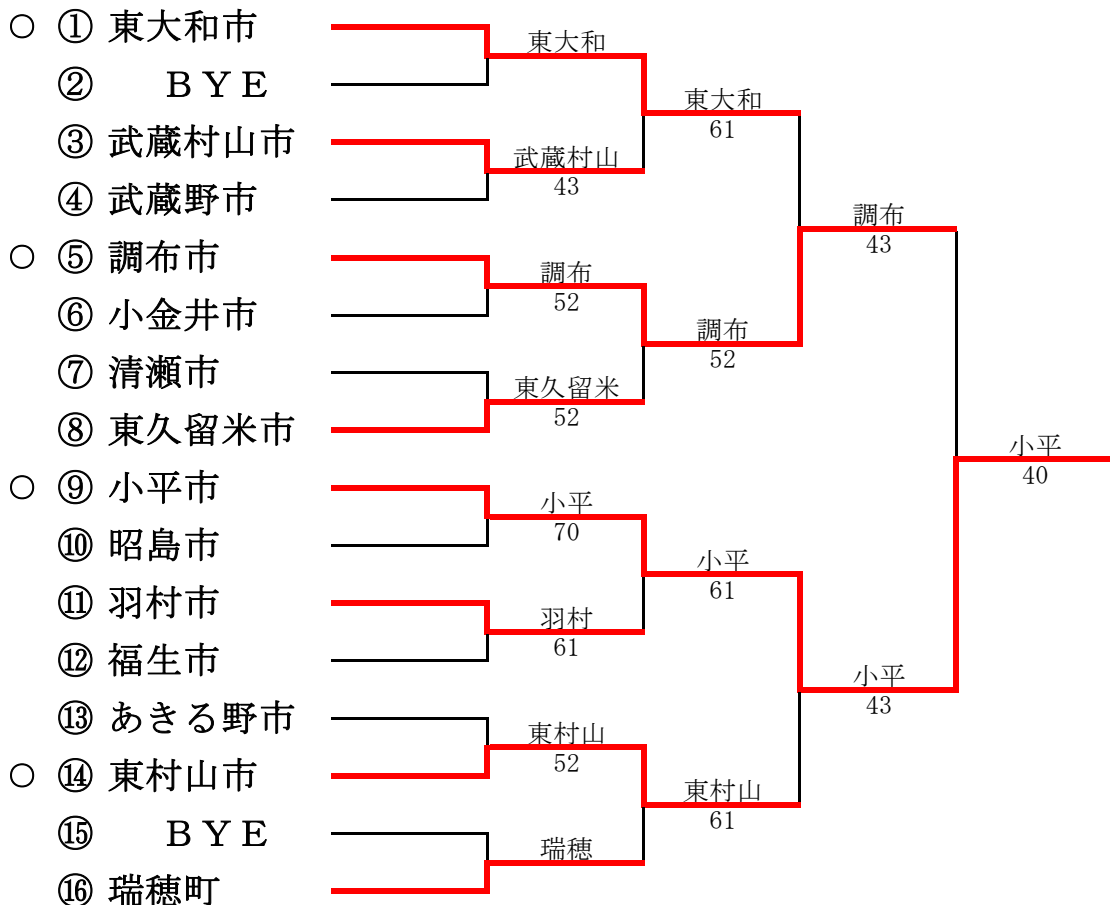 ○ ① 東大和市
② ＢＹＥ
③ 武蔵村山市
④ 武蔵野市
○ ⑤ 調布市
⑥ 小金井市
⑦ 清瀬市
⑧ 東久留米市
○ ⑨ 小平市
⑩ 昭島市
⑪ 羽村市
⑫ 福生市
⑬ あきる野市
○ ⑭ 東村山市
⑮ ＢＹＥ
⑯ 瑞穂町
東大和
武蔵村山
43
調布
52
東久留米
52
小平
70
羽村
61
東村山
52
瑞穂
東大和
61
調布
52
小平
61
東村山
61
調布
43
小平
43
小平
40